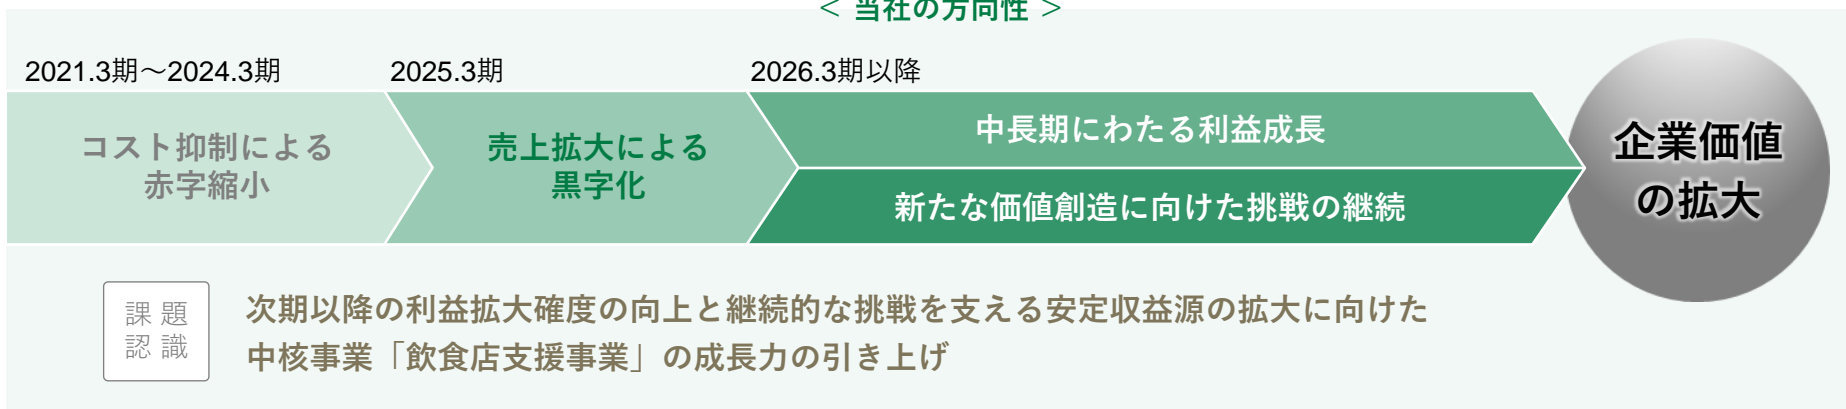 < 当社の方向性 >
2021.3期～2024.3期
2025.3期
2026.3期以降
コスト抑制による
赤字縮小
売上拡大による
黒字化
中長期にわたる利益成長
新たな価値創造に向けた挑戦の継続
企業価値
の拡大
課題
認識
次期以降の利益拡大確度の向上と継続的な挑戦を支える安定収益源の拡大に向けた
中核事業「飲食店支援事業」の成長力の引き上げ